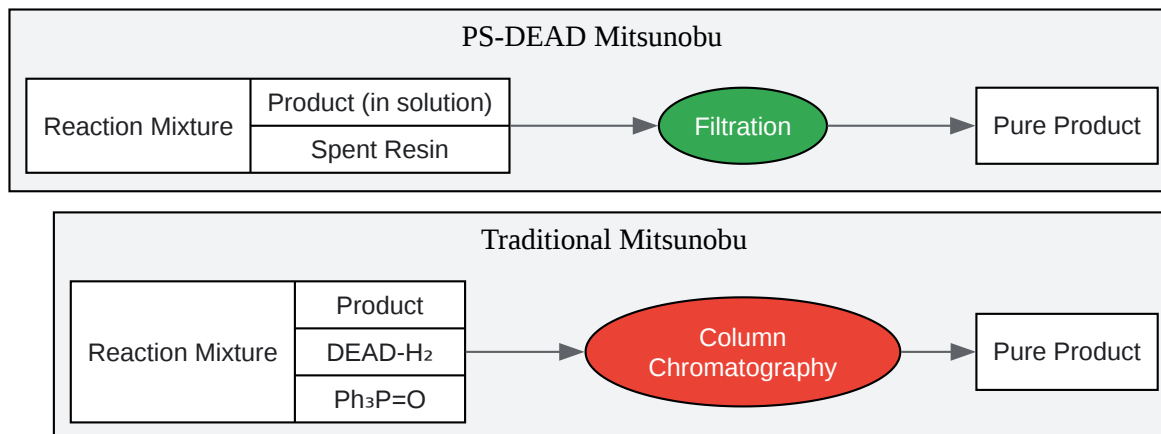 PS-DEAD Mitsunobu
Reaction Mixture
Product (in solution)
Spent Resin
Filtration
Pure Product
Traditional Mitsunobu
Reaction Mixture
Product
DEAD-H₂
Ph₃P=O
Column
Chromatography
Pure Product